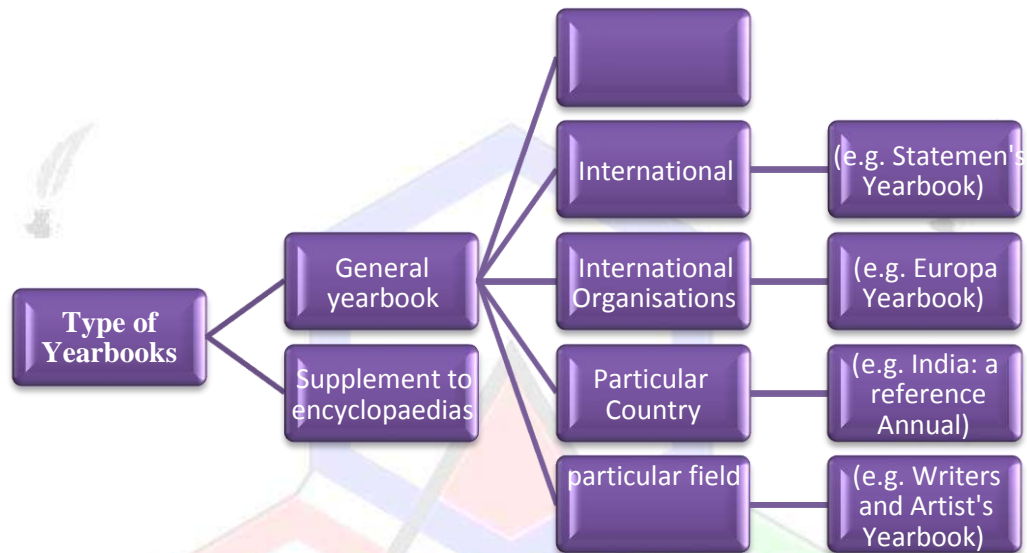 Type of
Yearbooks
General
yearbook
Supplement to
encyclopaedias
International
(e.g. Statemen's
Yearbook)
International
Organisations
(e.g. Europa
Yearbook)
Particular
Country
(e.g. India: a
reference
Annual)
particular field
(e.g. Writers
and Artist's
Yearbook)